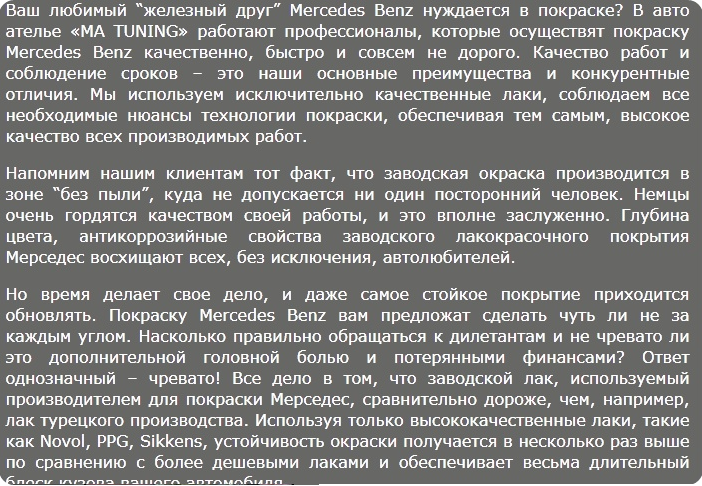 Ваш любимый “железный друг” Mercedes Benz нуждается в покраске? В авто
ателье «MA TUNING» работают профессионалы, которые осуществят покраску
Mercedes Benz качественно, быстро и совсем не дорого. Качество работ и
соблюдение сроков – это наши основные преимущества и конкурентные
отличия. Мы используем исключительно качественные лаки, соблюдаем все
необходимые нюансы технологии покраски, обеспечивая тем самым, высокое
качество всех производимых работ.
Напомним нашим клиентам тот факт, что заводская окраска производится в
зоне “без пыли”, куда не допускается ни один посторонний человек. Немцы
очень гордятся качеством своей работы, и это вполне заслуженно. Глубина
цвета, антикоррозийные свойства заводского лакокрасочного покрытия
Мерседес восхищают всех, без исключения, автолюбителей.
Но время делает свое дело, и даже самое стойкое покрытие приходится
обновлять. Покраску Mercedes Benz вам предложат сделать чуть ли не за
каждым углом. Насколько правильно обращаться к дилетантам и не чревато ли
это дополнительной головной болью и потерянными финансами? Ответ
однозначный – чревато! Все дело в том, что заводской лак, используемый
производителем для покраски Мерседес, сравнительно дороже, чем, например,
лак турецкого производства. Используя только высококачественные лаки, такие
как Novol, PPG, Sikkens, устойчивость окраски получается в несколько раз выше
по сравнению с более дешевыми лаками и обеспечивает весьма длительный
блеск кузова вашего автомобиля.